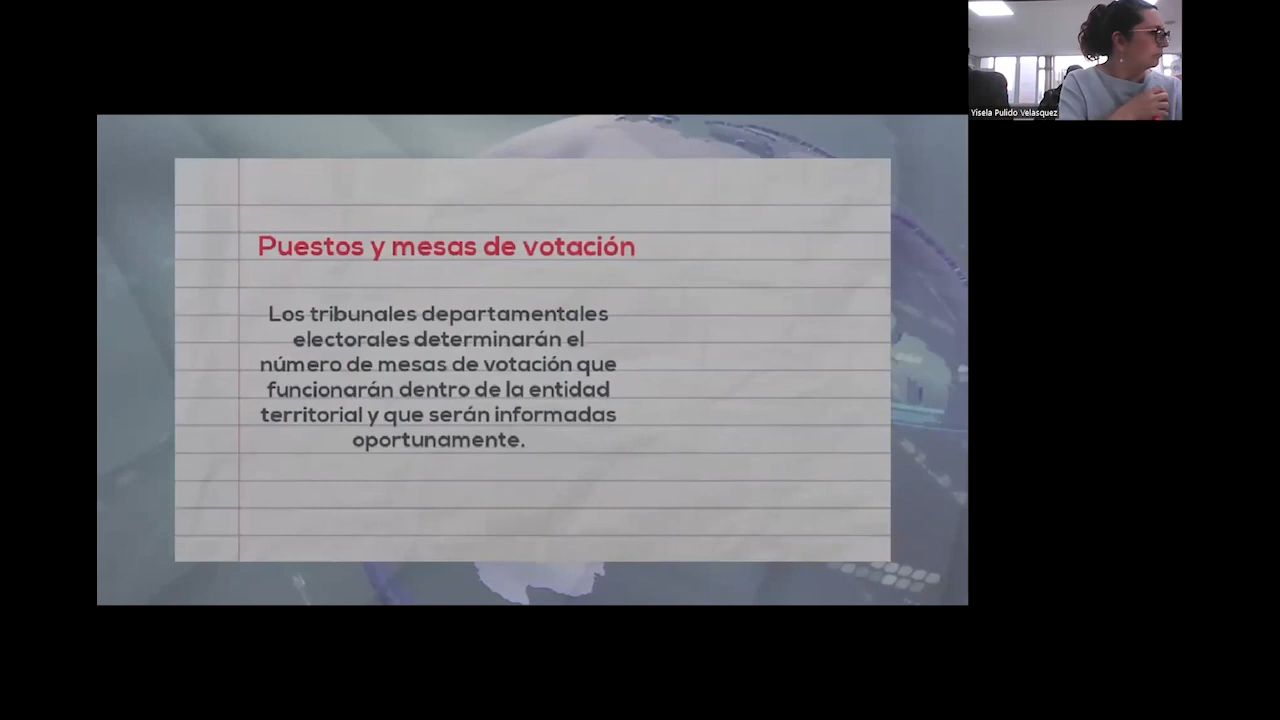 Yisela Pulido Velasquez
Puestos y mesas de votación
Los tribunales departamentales
electorales determinarán el
número de mesas de votación que
funcionarán dentro de la entidad
territorial y que serán informadas
oportunamente.